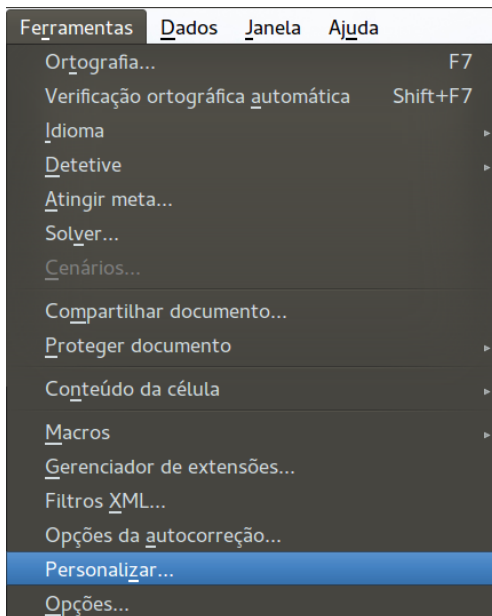 Ferramentas Dados Janela Ajuda
Ortografia... F7
Verificação ortográfica automática Shift+F7
Idioma
Detetive
Atingir meta...
Solver...
Cenários...
Compartilhar documento...
Proteger documento
Conteúdo da célula
Macros
Gerenciador de extensões...
Filtros XML...
Opções da autocorreção...
Personalizar...
Opções...